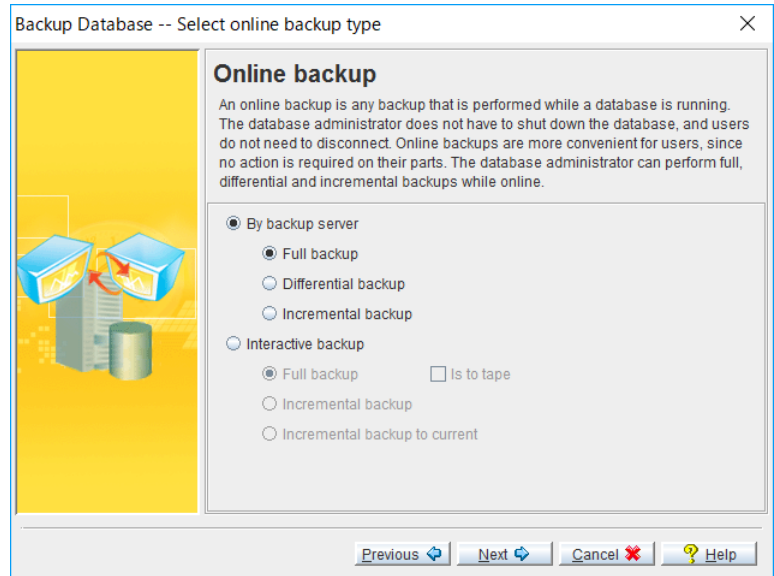 Backup Database -- Select online backup type
Online backup
An online backup is any backup that is performed while a database is running.
The database administrator does not have to shut down the database, and users
do not need to disconnect. Online backups are more convenient for users, since
no action is required on their parts. The database administrator can perform full,
differential and incremental backups while online.
By backup server
Full backup
Differential backup
Incremental backup
Interactive backup
Full backup Is to tape
Incremental backup
Incremental backup to current
Previous Next Cancel Help